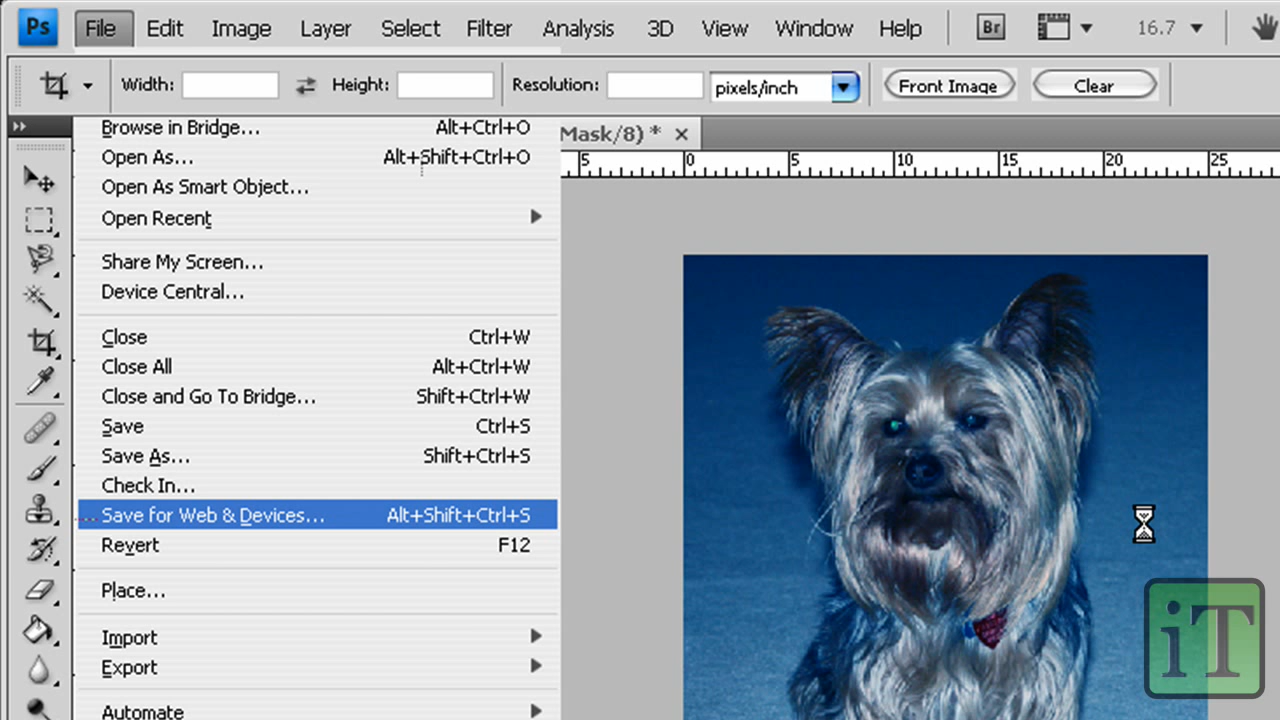 Ps File Edit Image Layer Select Filter Analysis 3D View Window Help Br 16.7
Width: Height: Resolution: pixels/inch Front Image Clear
Mask/8) * ×
Browse in Bridge... Alt+Ctrl+O
Open As... Alt+Shift+Ctrl+O
Open As Smart Object...
Open Recent
Share My Screen...
Device Central...
Close Ctrl+W
Close All Alt+Ctrl+W
Close and Go To Bridge... Shift+Ctrl+W
Save Ctrl+S
Save As... Shift+Ctrl+S
Check In...
Save for Web & Devices... Alt+Shift+Ctrl+S
Revert F12
Place...
Import
Export
Automate
5 0 5 10 15 20 25
iT